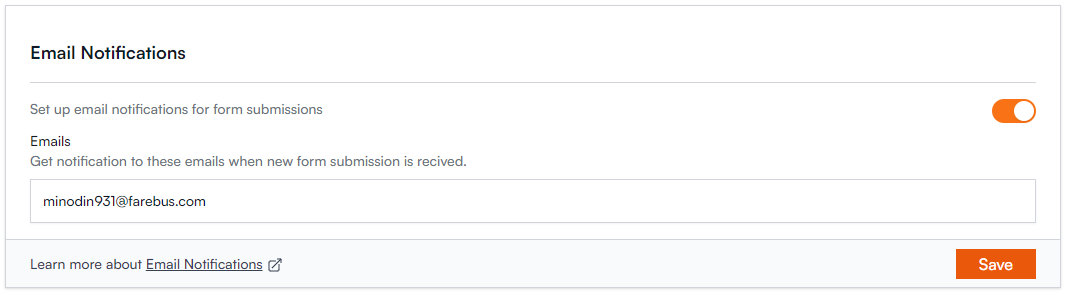 Email Notifications
Set up email notifications for form submissions
Emails
Get notification to these emails when new form submission is recived.
minodin931@farebus.com
Learn more about Email Notifications
Save